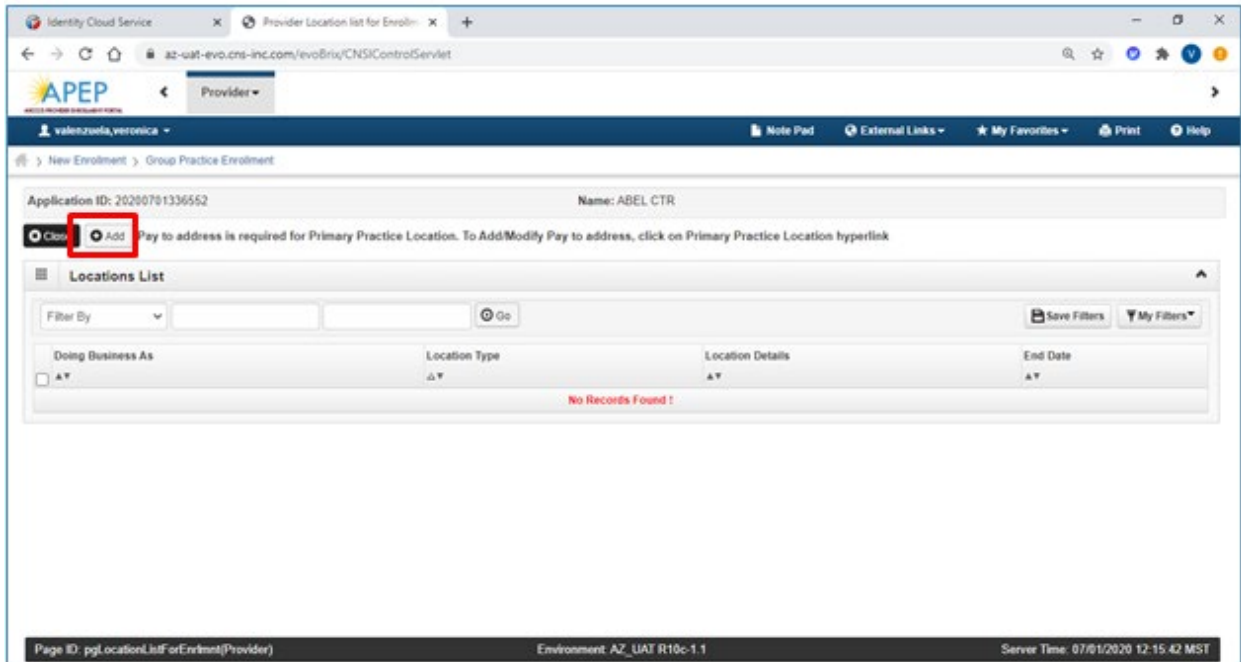 Identity Cloud Service
Provider Location list for Enrollm
az-uat-evo.cns-inc.com/evoBrix/CNSIControlServlet
V
APEP
AHCCCS PROVIDER ENROLLMENT PORTAL
Provider
valenzuela,veronica
Note Pad
External Links
My Favorites
Print
Help
> New Enrollment > Group Practice Enrollment
Application ID: 20200701336552
Name: ABEL CTR
Close
Add
Pay to address is required for Primary Practice Location. To Add/Modify Pay to address, click on Primary Practice Location hyperlink
Locations List
Filter By
Go
Save Filters
My Filters
Doing Business As
Location Type
Location Details
End Date
No Records Found !
Page ID: pgLocationListForEnrlmnt(Provider)
Environment: AZ_UAT R10c-1.1
Server Time: 07/01/2020 12:15:42 MST